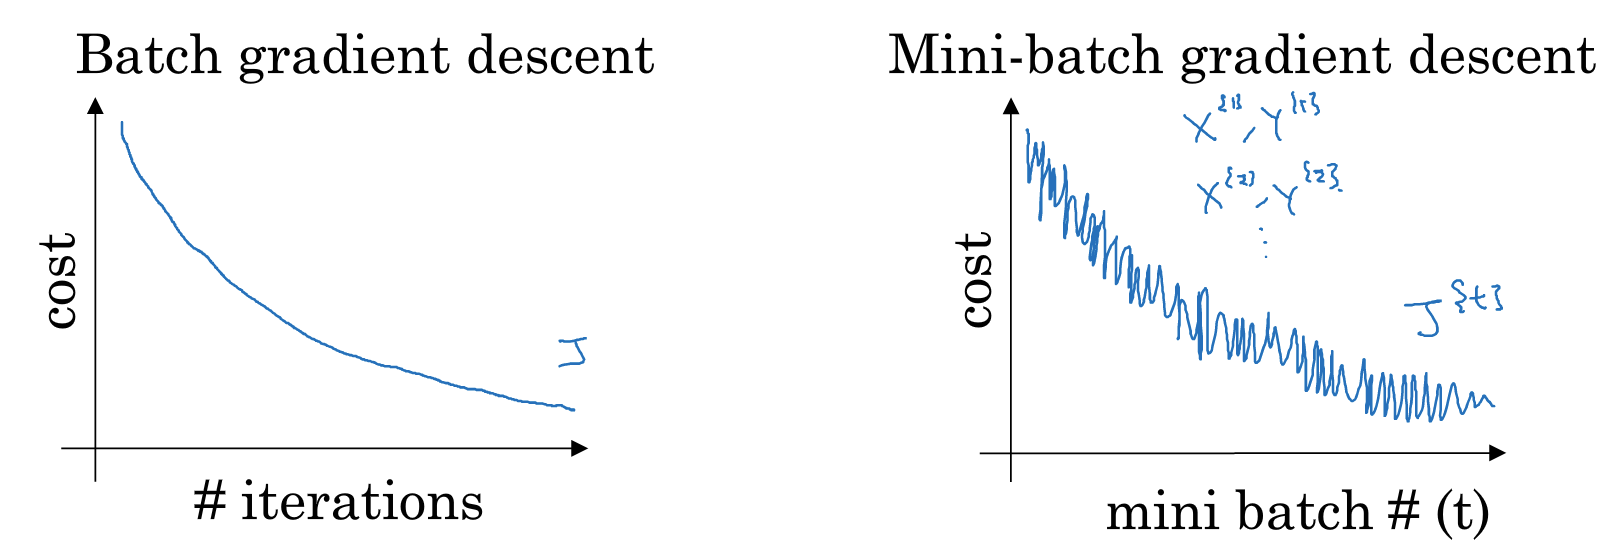 Batch gradient descent
cost
J
# iterations
Mini-batch gradient descent
X^{1}, Y^{1}
X^{2}, Y^{2}
⋮
cost
J^{t}
mini batch # (t)